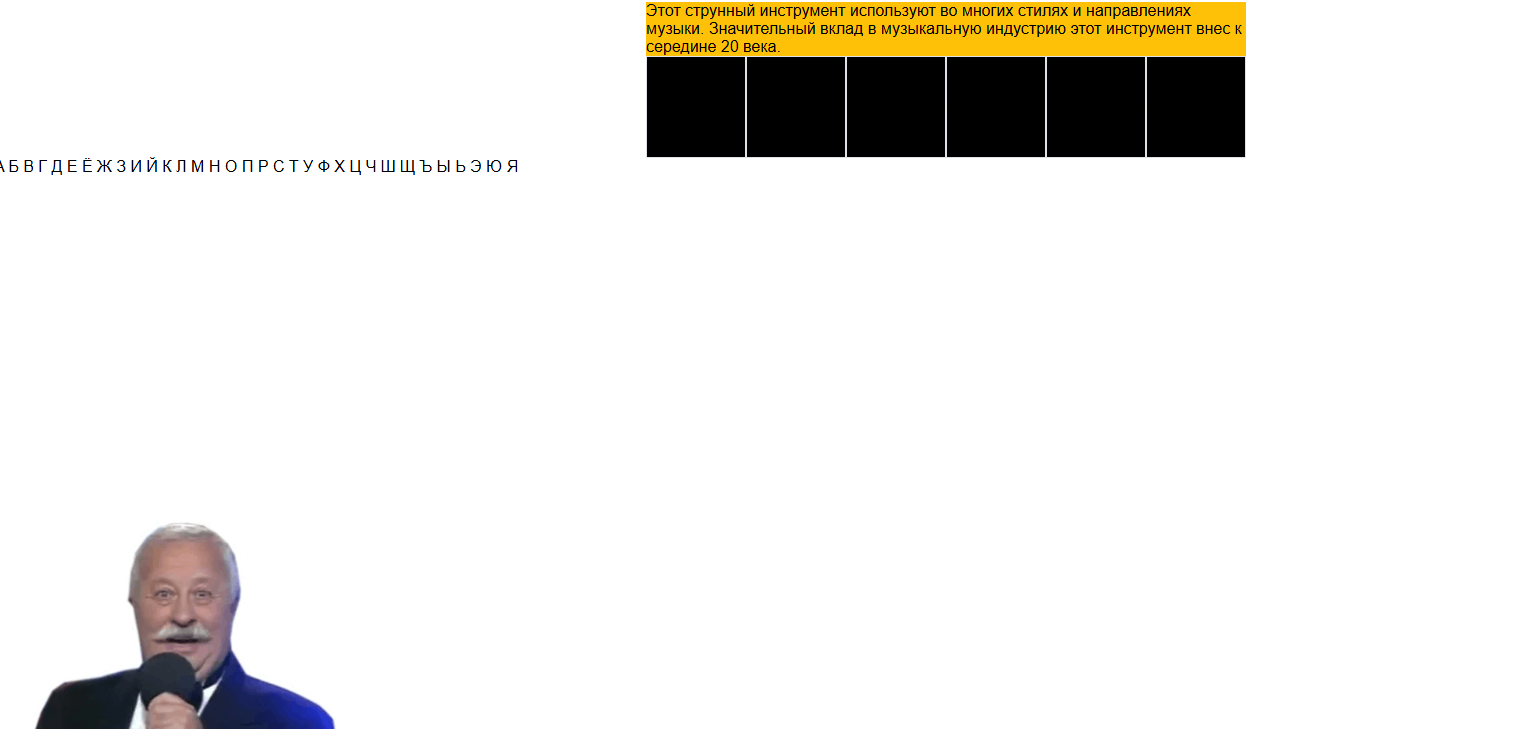 Этот струнный инструмент используют во многих стилях и направлениях
музыки. Значительный вклад в музыкальную индустрию этот инструмент внес к
середине 20 века.
А Б В Г Д Е Ё Ж З И Й К Л М Н О П Р С Т У Ф Х Ц Ч Ш Щ Ъ Ы Ь Э Ю Я